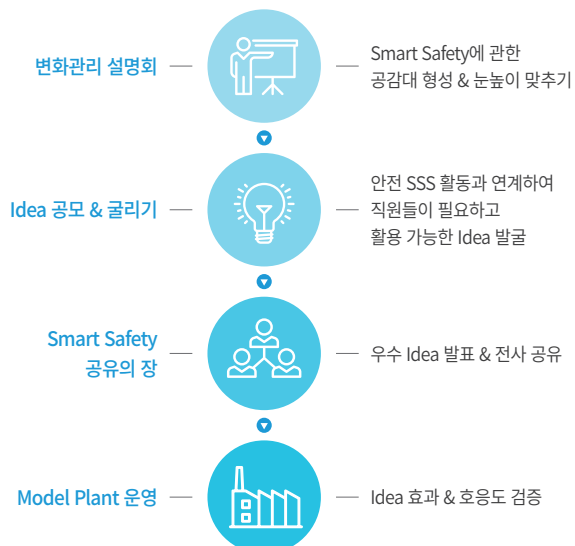 변화관리 설명회
Smart Safety에 관한
공감대 형성 & 눈높이 맞추기
Idea 공모 & 굴리기
안전 SSS 활동과 연계하여
직원들이 필요하고
활용 가능한 Idea 발굴
Smart Safety
공유의 장
우수 Idea 발표 & 전사 공유
Model Plant 운영
Idea 효과 & 호응도 검증